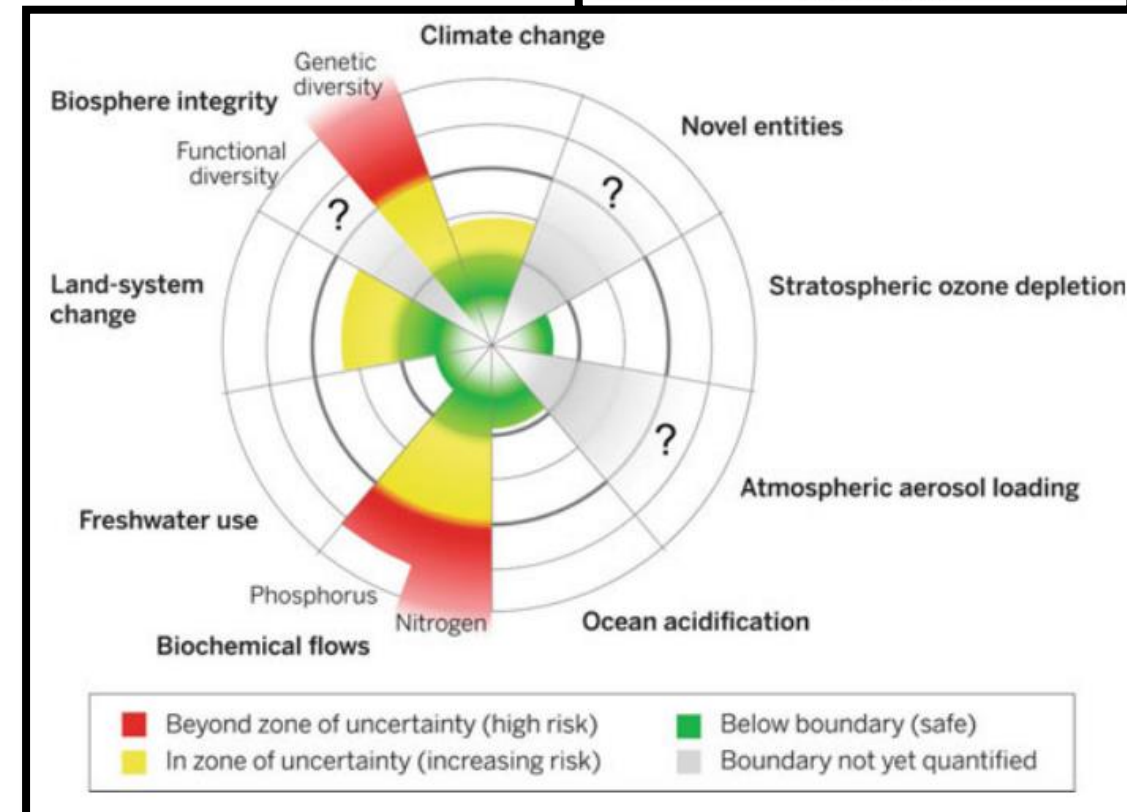 Climate change
Genetic
diversity
Biosphere integrity
Novel entities
Functional
diversity
?
?
Land-system
change
Stratospheric ozone depletion
?
Atmospheric aerosol loading
Freshwater use
Phosphorus
Nitrogen
Ocean acidification
Biochemical flows
Beyond zone of uncertainty (high risk)
Below boundary (safe)
In zone of uncertainty (increasing risk)
Boundary not yet quantified